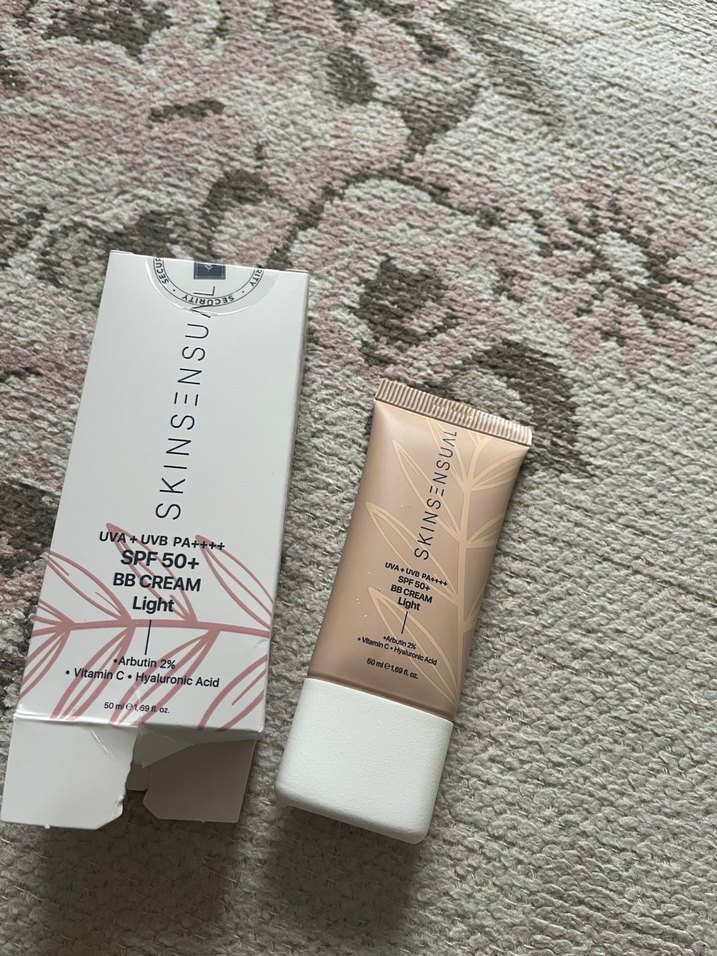 SECURITY
SKINSENSUAL
UVA + UVB PA++++
SPF 50+
BB CREAM
Light
•Arbutin 2%
• Vitamin C • Hyaluronic Acid
50 ml ℮ 1,69 fl. oz.
SKINSENSUAL
UVA + UVB PA++++
SPF 50+
BB CREAM
Light
•Arbutin 2%
• Vitamin C • Hyaluronic Acid
50 ml ℮ 1,69 fl. oz.